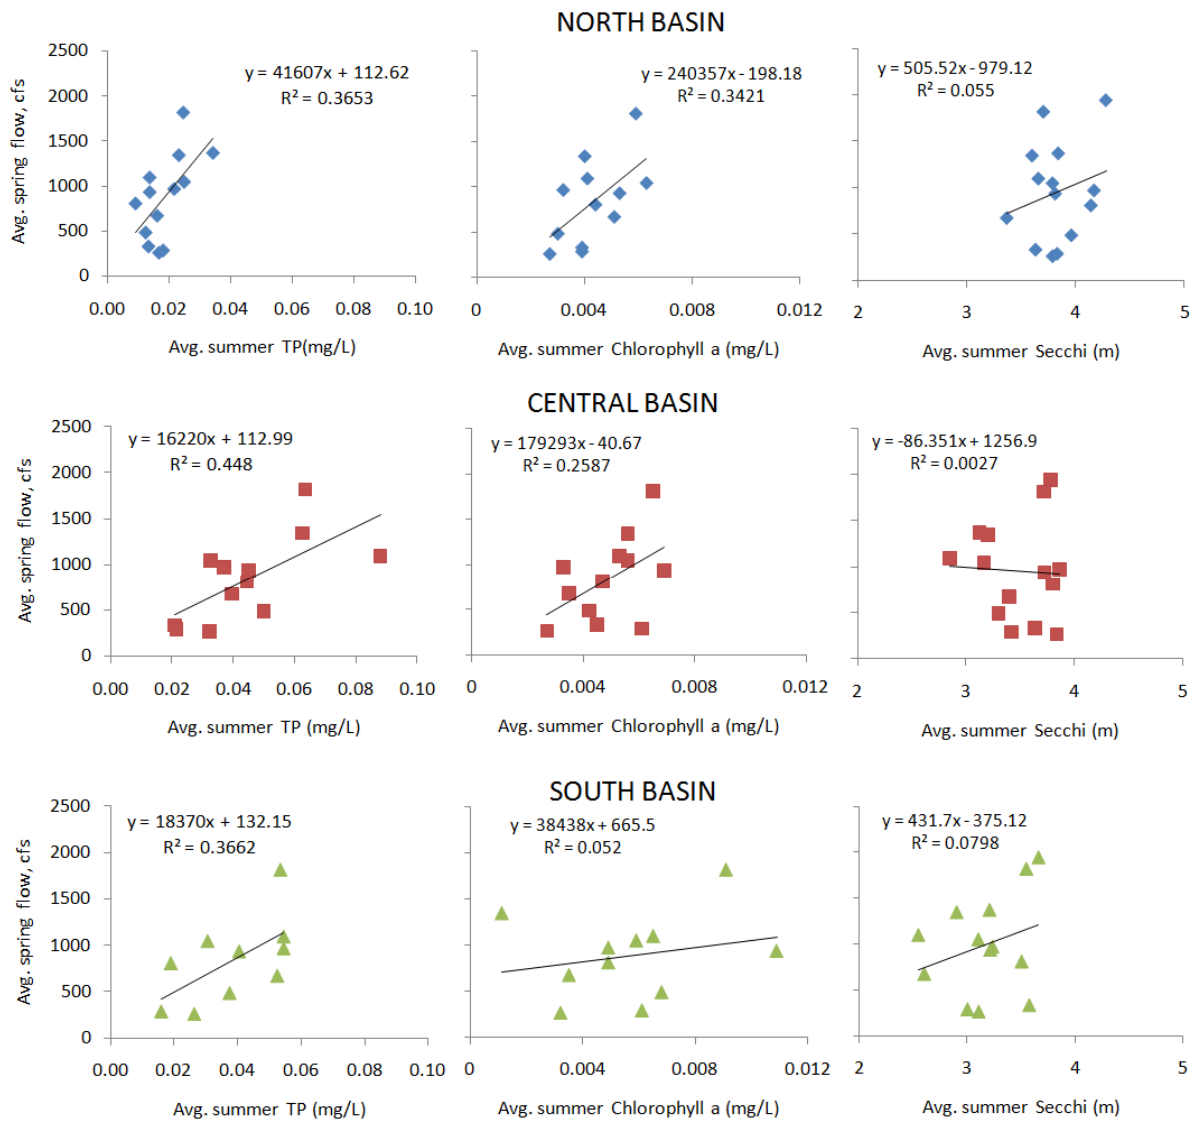 NORTH BASIN
Avg. spring flow, cfs
2500
2000
1500
1000
500
0
y = 41607x + 112.62
R² = 0.3653
0.00 0.02 0.04 0.06 0.08 0.10
Avg. summer TP(mg/L)
y = 240357x - 198.18
R² = 0.3421
0 0.004 0.008 0.012
Avg. summer Chlorophyll a (mg/L)
y = 505.52x - 979.12
R² = 0.055
2 3 4 5
Avg. summer Secchi (m)
CENTRAL BASIN
Avg. spring flow, cfs
2500
2000
1500
1000
500
0
y = 16220x + 112.99
R² = 0.448
0.00 0.02 0.04 0.06 0.08 0.10
Avg. summer TP (mg/L)
y = 179293x - 40.67
R² = 0.2587
0 0.004 0.008 0.012
Avg. summer Chlorophyll a (mg/L)
y = -86.351x + 1256.9
R² = 0.0027
2 3 4 5
Avg. summer Secchi (m)
SOUTH BASIN
Avg. spring flow, cfs
2500
2000
1500
1000
500
0
y = 18370x + 132.15
R² = 0.3662
0.00 0.02 0.04 0.06 0.08 0.10
Avg. summer TP (mg/L)
y = 38438x + 665.5
R² = 0.052
0 0.004 0.008 0.012
Avg. summer Chlorophyll a (mg/L)
y = 431.7x - 375.12
R² = 0.0798
2 3 4 5
Avg. summer Secchi (m)